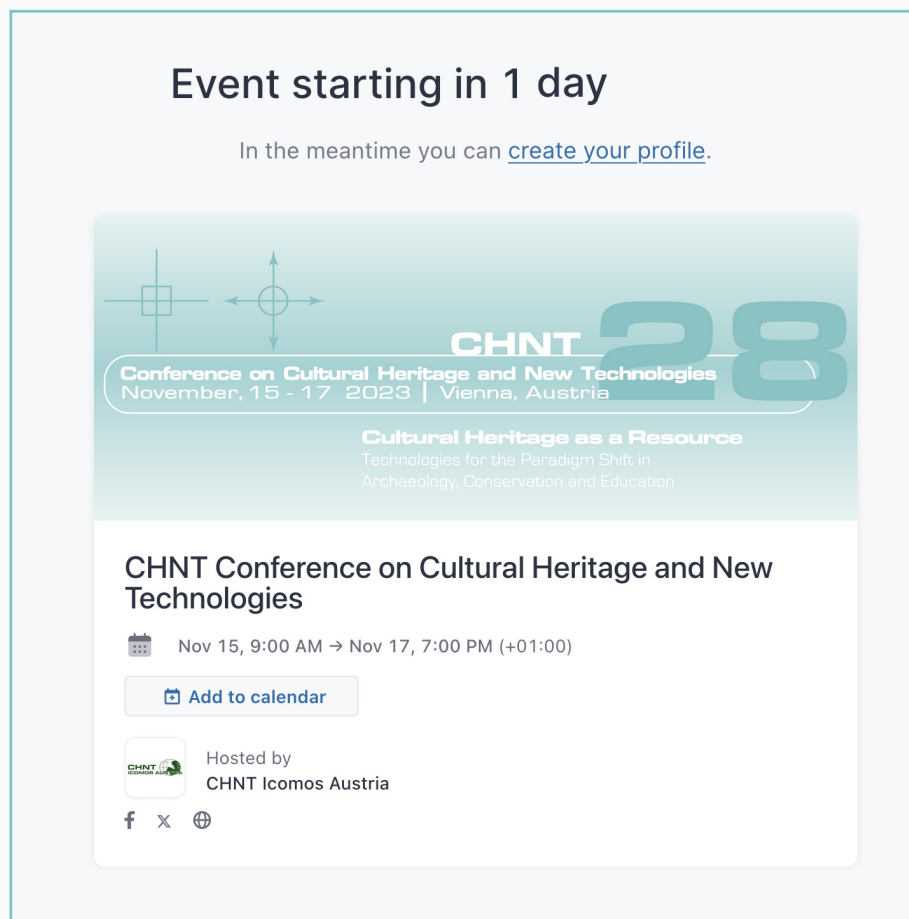 Event starting in 1 day
In the meantime you can create your profile.
CHNT 28
Conference on Cultural Heritage and New Technologies
November, 15 - 17 2023 | Vienna, Austria
Cultural Heritage as a Resource
Technologies for the Paradigm Shift in
Archaeology, Conservation and Education
CHNT Conference on Cultural Heritage and New
Technologies
Nov 15, 9:00 AM → Nov 17, 7:00 PM (+01:00)
Add to calendar
CHNT
ICOMOS AUSTRIA
Hosted by
CHNT Icomos Austria